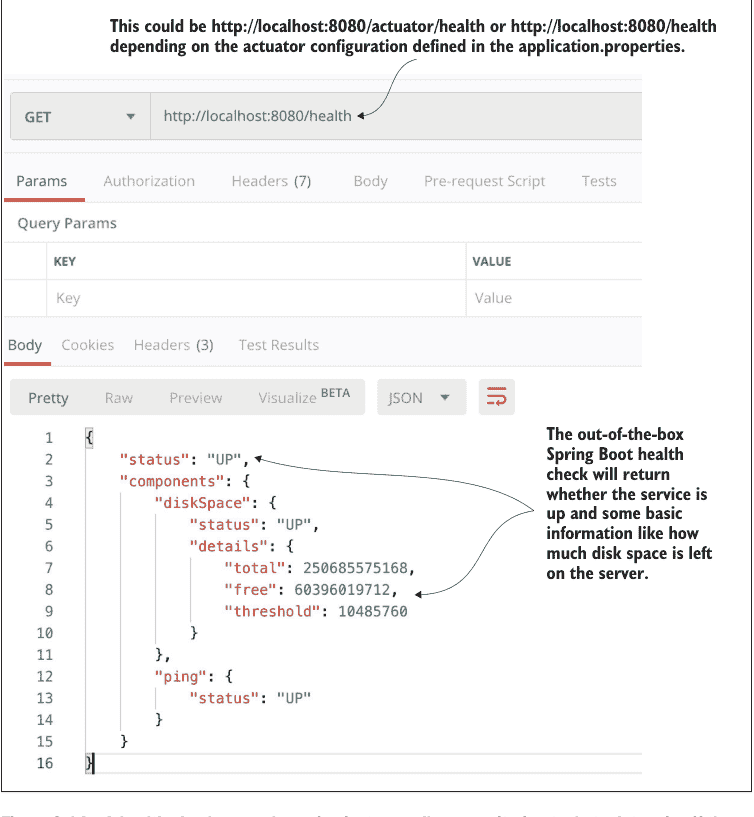 This could be http://localhost:8080/actuator/health or http://localhost:8080/health
depending on the actuator configuration defined in the application.properties.
GET
http://localhost:8080/health
Params Authorization Headers (7) Body Pre-request Script Tests
Query Params
KEY VALUE
Key Value
Body Cookies Headers (3) Test Results
Pretty Raw Preview Visualize BETA JSON
1 {
2 "status": "UP",
3 "components": {
4 "diskSpace": {
5 "status": "UP",
6 "details": {
7 "total": 250685575168,
8 "free": 60396019712,
9 "threshold": 10485760
10 }
11 },
12 "ping": {
13 "status": "UP"
14 }
15 }
16 }
The out-of-the-box
Spring Boot health
check will return
whether the service is
up and some basic
information like how
much disk space is left
on the server.